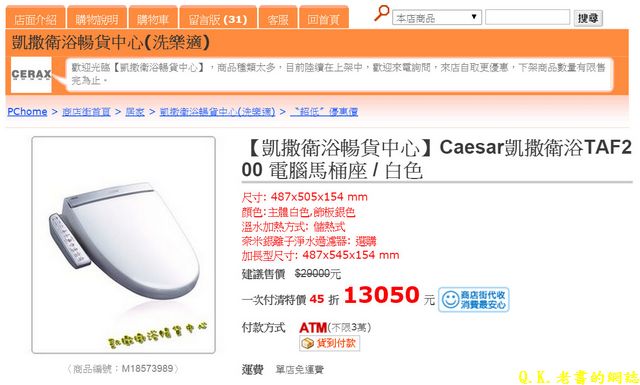 店面介紹
購物說明
購物車
留言版 (31)
客服
回首頁
本店商品
搜尋
凱撒衛浴暢貨中心(洗樂適)
CERAX
歡迎光臨【凱撒衛浴暢貨中心】，商品種類太多，目前陸續在上架中，歡迎來電詢問，來店自取更優惠，下架商品數量有限售
完為止。
PChome > 商店街首頁 > 居家 > 凱撒衛浴暢貨中心(洗樂適) > 〝超低〞優惠價
【凱撒衛浴暢貨中心】Caesar凱撒衛浴TAF2
00 電腦馬桶座 / 白色
尺寸: 487x505x154 mm
顏色:主體白色,飾板銀色
溫水加熱方式: 儲熱式
奈米銀離子淨水過濾器: 選購
加長型尺寸: 487x545x154 mm
建議售價 $29000元
一次付清特價 45 折 13050 元
商店街代收
消費最安心
付款方式 ATM(不限3萬)
貨到付款
凱撒衛浴暢貨中心
（商品編號：M18573989）
運費 單店免運費
Q.K.老書的網誌